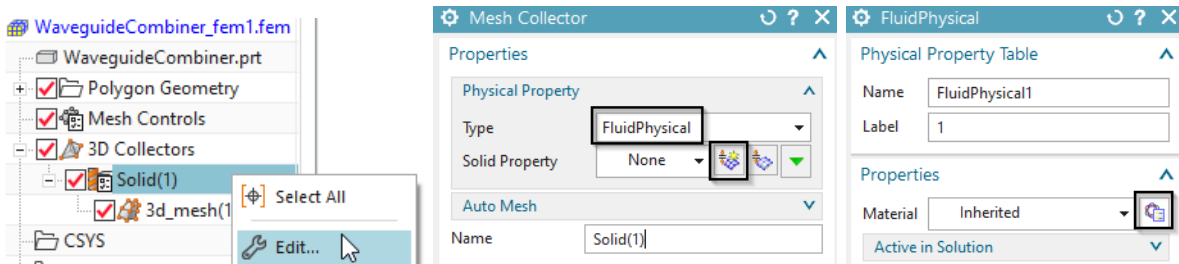 WaveguideCombiner_fem1.fem
WaveguideCombiner.prt
Polygon Geometry
Mesh Controls
3D Collectors
Solid(1)
3d_mesh(1
CSYS
Select All
Edit...
Mesh Collector
Properties
Physical Property
Type FluidPhysical
Solid Property None
Auto Mesh
Name Solid(1)
FluidPhysical
Physical Property Table
Name FluidPhysical1
Label 1
Properties
Material Inherited
Active in Solution